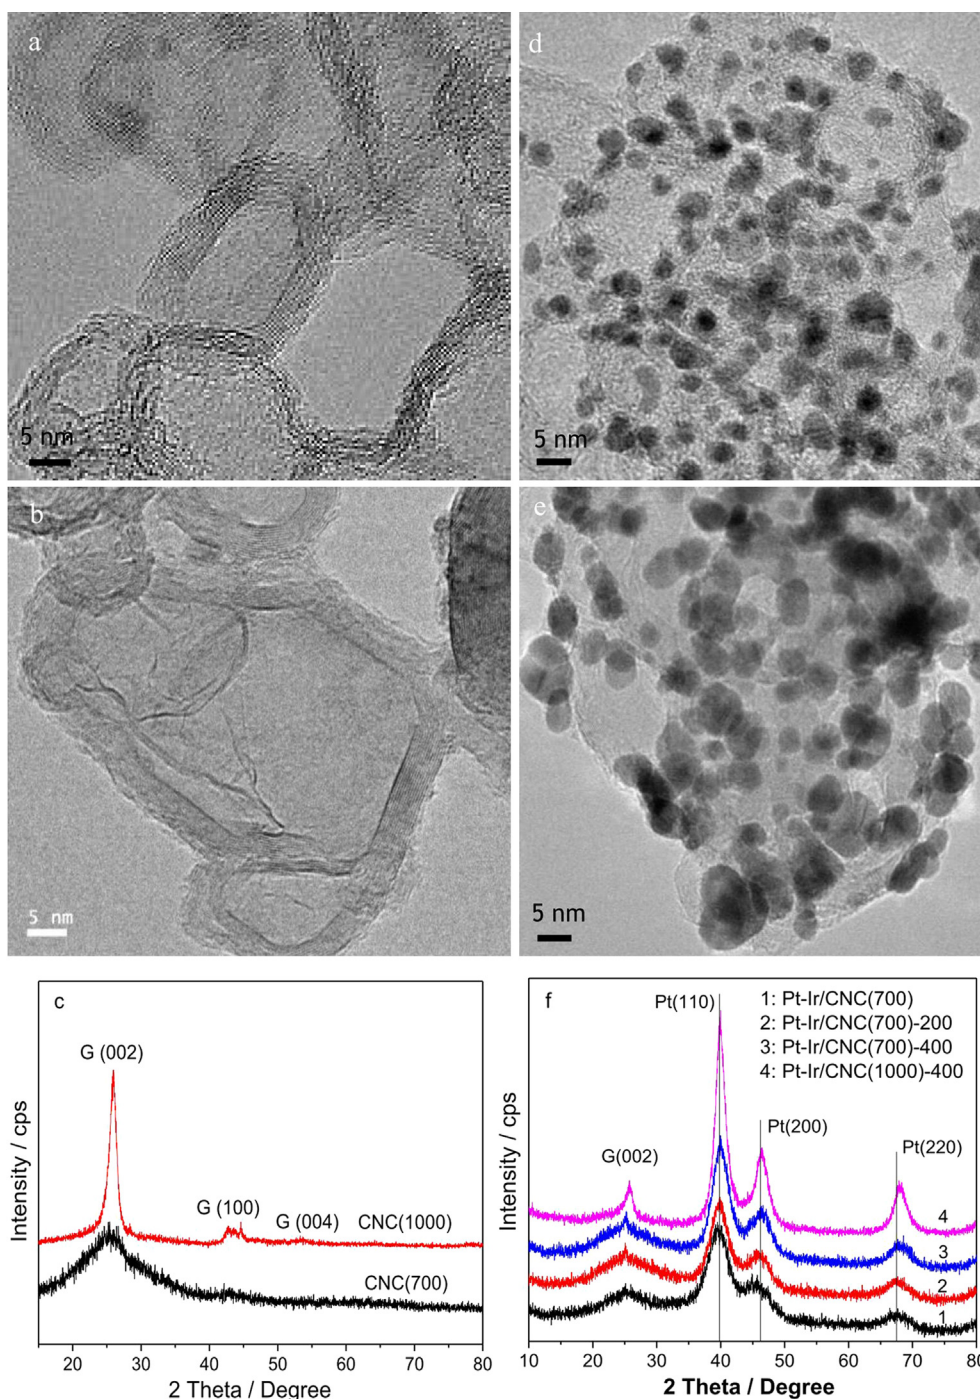 a
5 nm
b
5 nm
d
5 nm
e
5 nm
c
G (002)
G (100)
G (004)
CNC(1000)
CNC(700)
Intensity / cps
20 30 40 50 60 70 80
2 Theta / Degree
f
Pt(110)
1: Pt-Ir/CNC(700)
2: Pt-Ir/CNC(700)-200
3: Pt-Ir/CNC(700)-400
4: Pt-Ir/CNC(1000)-400
Pt(200)
G(002)
Pt(220)
4
3
2
1
Intensity / cps
10 20 30 40 50 60 70 80
2 Theta / Degree